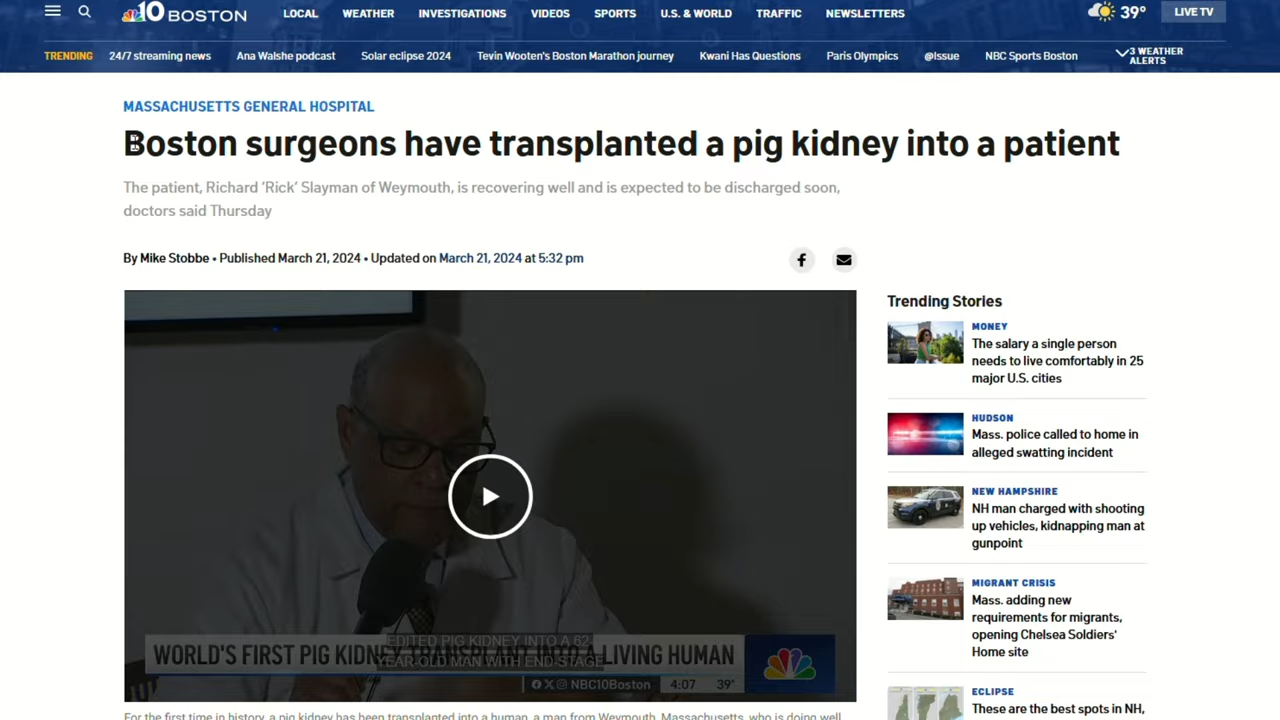 10 BOSTON
LOCAL WEATHER INVESTIGATIONS VIDEOS SPORTS U.S. & WORLD TRAFFIC NEWSLETTERS
39°
LIVE TV
TRENDING 24/7 streaming news Ana Walshe podcast Solar eclipse 2024 Tevin Wooten's Boston Marathon journey Kwani Has Questions Paris Olympics @Issue NBC Sports Boston
3 WEATHER
ALERTS
MASSACHUSETTS GENERAL HOSPITAL
Boston surgeons have transplanted a pig kidney into a patient
The patient, Richard ‘Rick’ Slayman of Weymouth, is recovering well and is expected to be discharged soon,
doctors said Thursday
By Mike Stobbe • Published March 21, 2024 • Updated on March 21, 2024 at 5:32 pm
EDITED PIG KIDNEY INTO A 62
YEAR-OLD MAN WITH END-STAGE
WORLD'S FIRST PIG KIDNEY TRANSPLANT INTO A LIVING HUMAN
NBC10Boston 4:07 39°
For the first time in history, a pig kidney has been transplanted into a human, a man from Weymouth, Massachusetts, who is doing well
Trending Stories
MONEY
The salary a single person
needs to live comfortably in 25
major U.S. cities
HUDSON
Mass. police called to home in
alleged swatting incident
NEW HAMPSHIRE
NH man charged with shooting
up vehicles, kidnapping man at
gunpoint
MIGRANT CRISIS
Mass. adding new
requirements for migrants,
opening Chelsea Soldiers'
Home site
ECLIPSE
These are the best spots in NH,